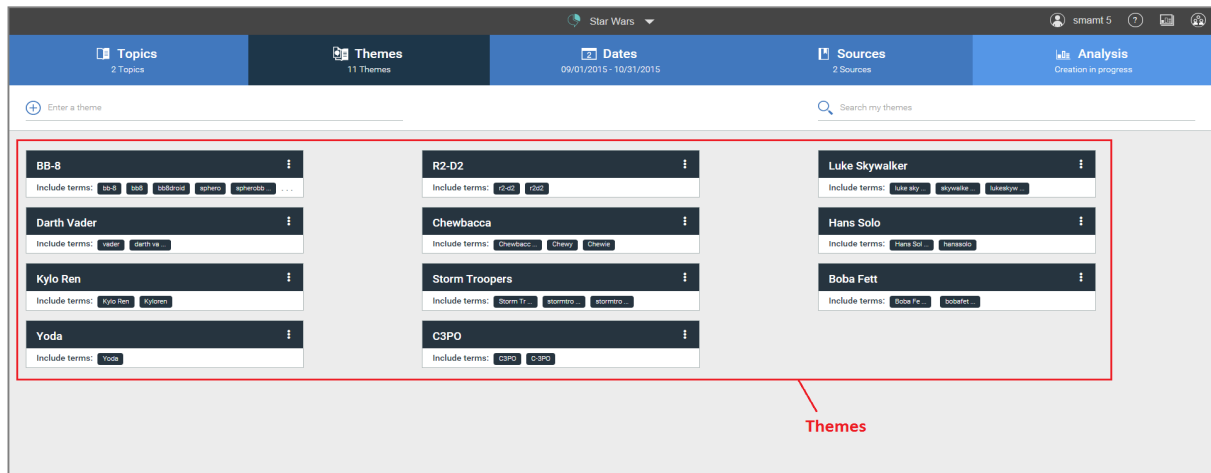 Star Wars smamt 5 ?
Topics Themes 2 Dates Sources Analysis
2 Topics 11 Themes 09/01/2015 - 10/31/2015 2 Sources Creation in progress
Enter a theme Search my themes
BB-8 R2-D2 Luke Skywalker
Include terms: bb-8 bb8 bb8droid sphero spherobb ... ... Include terms: r2-d2 r2d2 Include terms: luke sky ... skywalke ... lukeskyw ...
Darth Vader Chewbacca Hans Solo
Include terms: vader darth va ... Include terms: Chewbacc ... Chewy Chewie Include terms: Hans Sol ... hanssolo
Kylo Ren Storm Troopers Boba Fett
Include terms: Kylo Ren Kyloren Include terms: Storm Tr ... stormtro ... stormtro ... Include terms: Boba Fe ... bobafet ...
Yoda C3PO
Include terms: Yoda Include terms: C3PO C-3PO
Themes